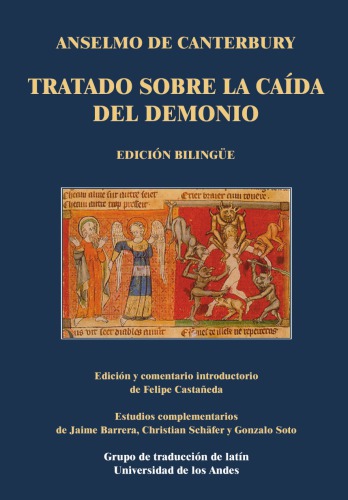 ANSELMO DE CANTERBURY
TRATADO SOBRE LA CAÍDA
DEL DEMONIO
EDICIÓN BILINGÜE
Edición y comentario introductorio
de Felipe Castañeda
Estudios complementarios
de Jaime Barrera, Christian Schäfer y Gonzalo Soto
Grupo de traducción de latín
Universidad de los Andes